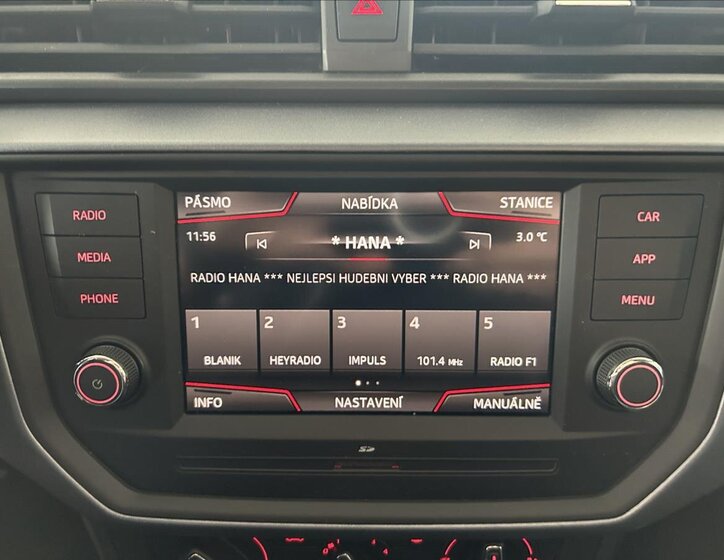 PÁSMO NABÍDKA STANICE
RADIO
CAR
11:56 * HANA * 3.0 °C
MEDIA
APP
RADIO HANA *** NEJLEPSI HUDEBNI VYBER *** RADIO HANA ***
PHONE
MENU
1 2 3 4 5
BLANIK HEYRADIO IMPULS 101.4 MHz RADIO F1
INFO NASTAVENÍ MANUÁLNĚ
SD